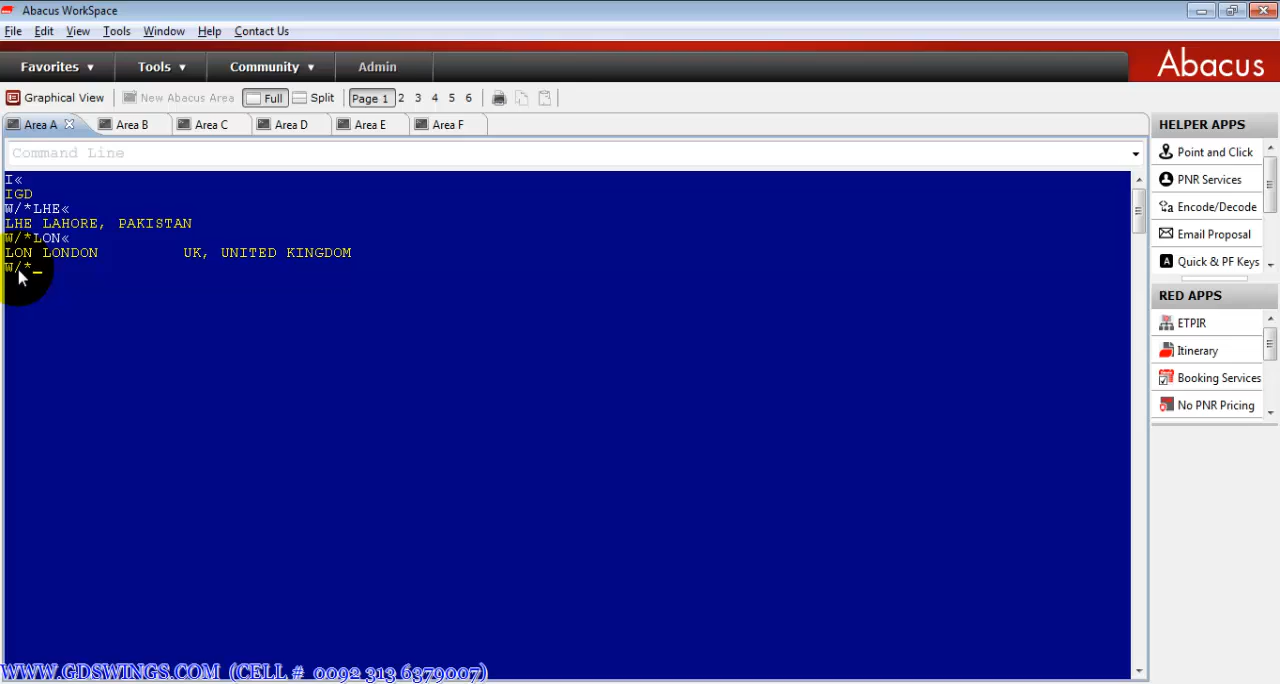 Abacus WorkSpace
File Edit View Tools Window Help Contact Us
Favorites ▼ Tools ▼ Community ▼ Admin
Abacus
Graphical View New Abacus Area Full Split Page 1 2 3 4 5 6
Area A Area B Area C Area D Area E Area F
Command Line
I«
IGD
W/*LHE«
LHE LAHORE, PAKISTAN
W/*LON«
LON LONDON UK, UNITED KINGDOM
W/*_
HELPER APPS
Point and Click
PNR Services
Encode/Decode
Email Proposal
Quick & PF Keys
RED APPS
ETPIR
Itinerary
Booking Services
No PNR Pricing
WWW.GDSWINGS.COM (CELL # 0092 313 6379007)